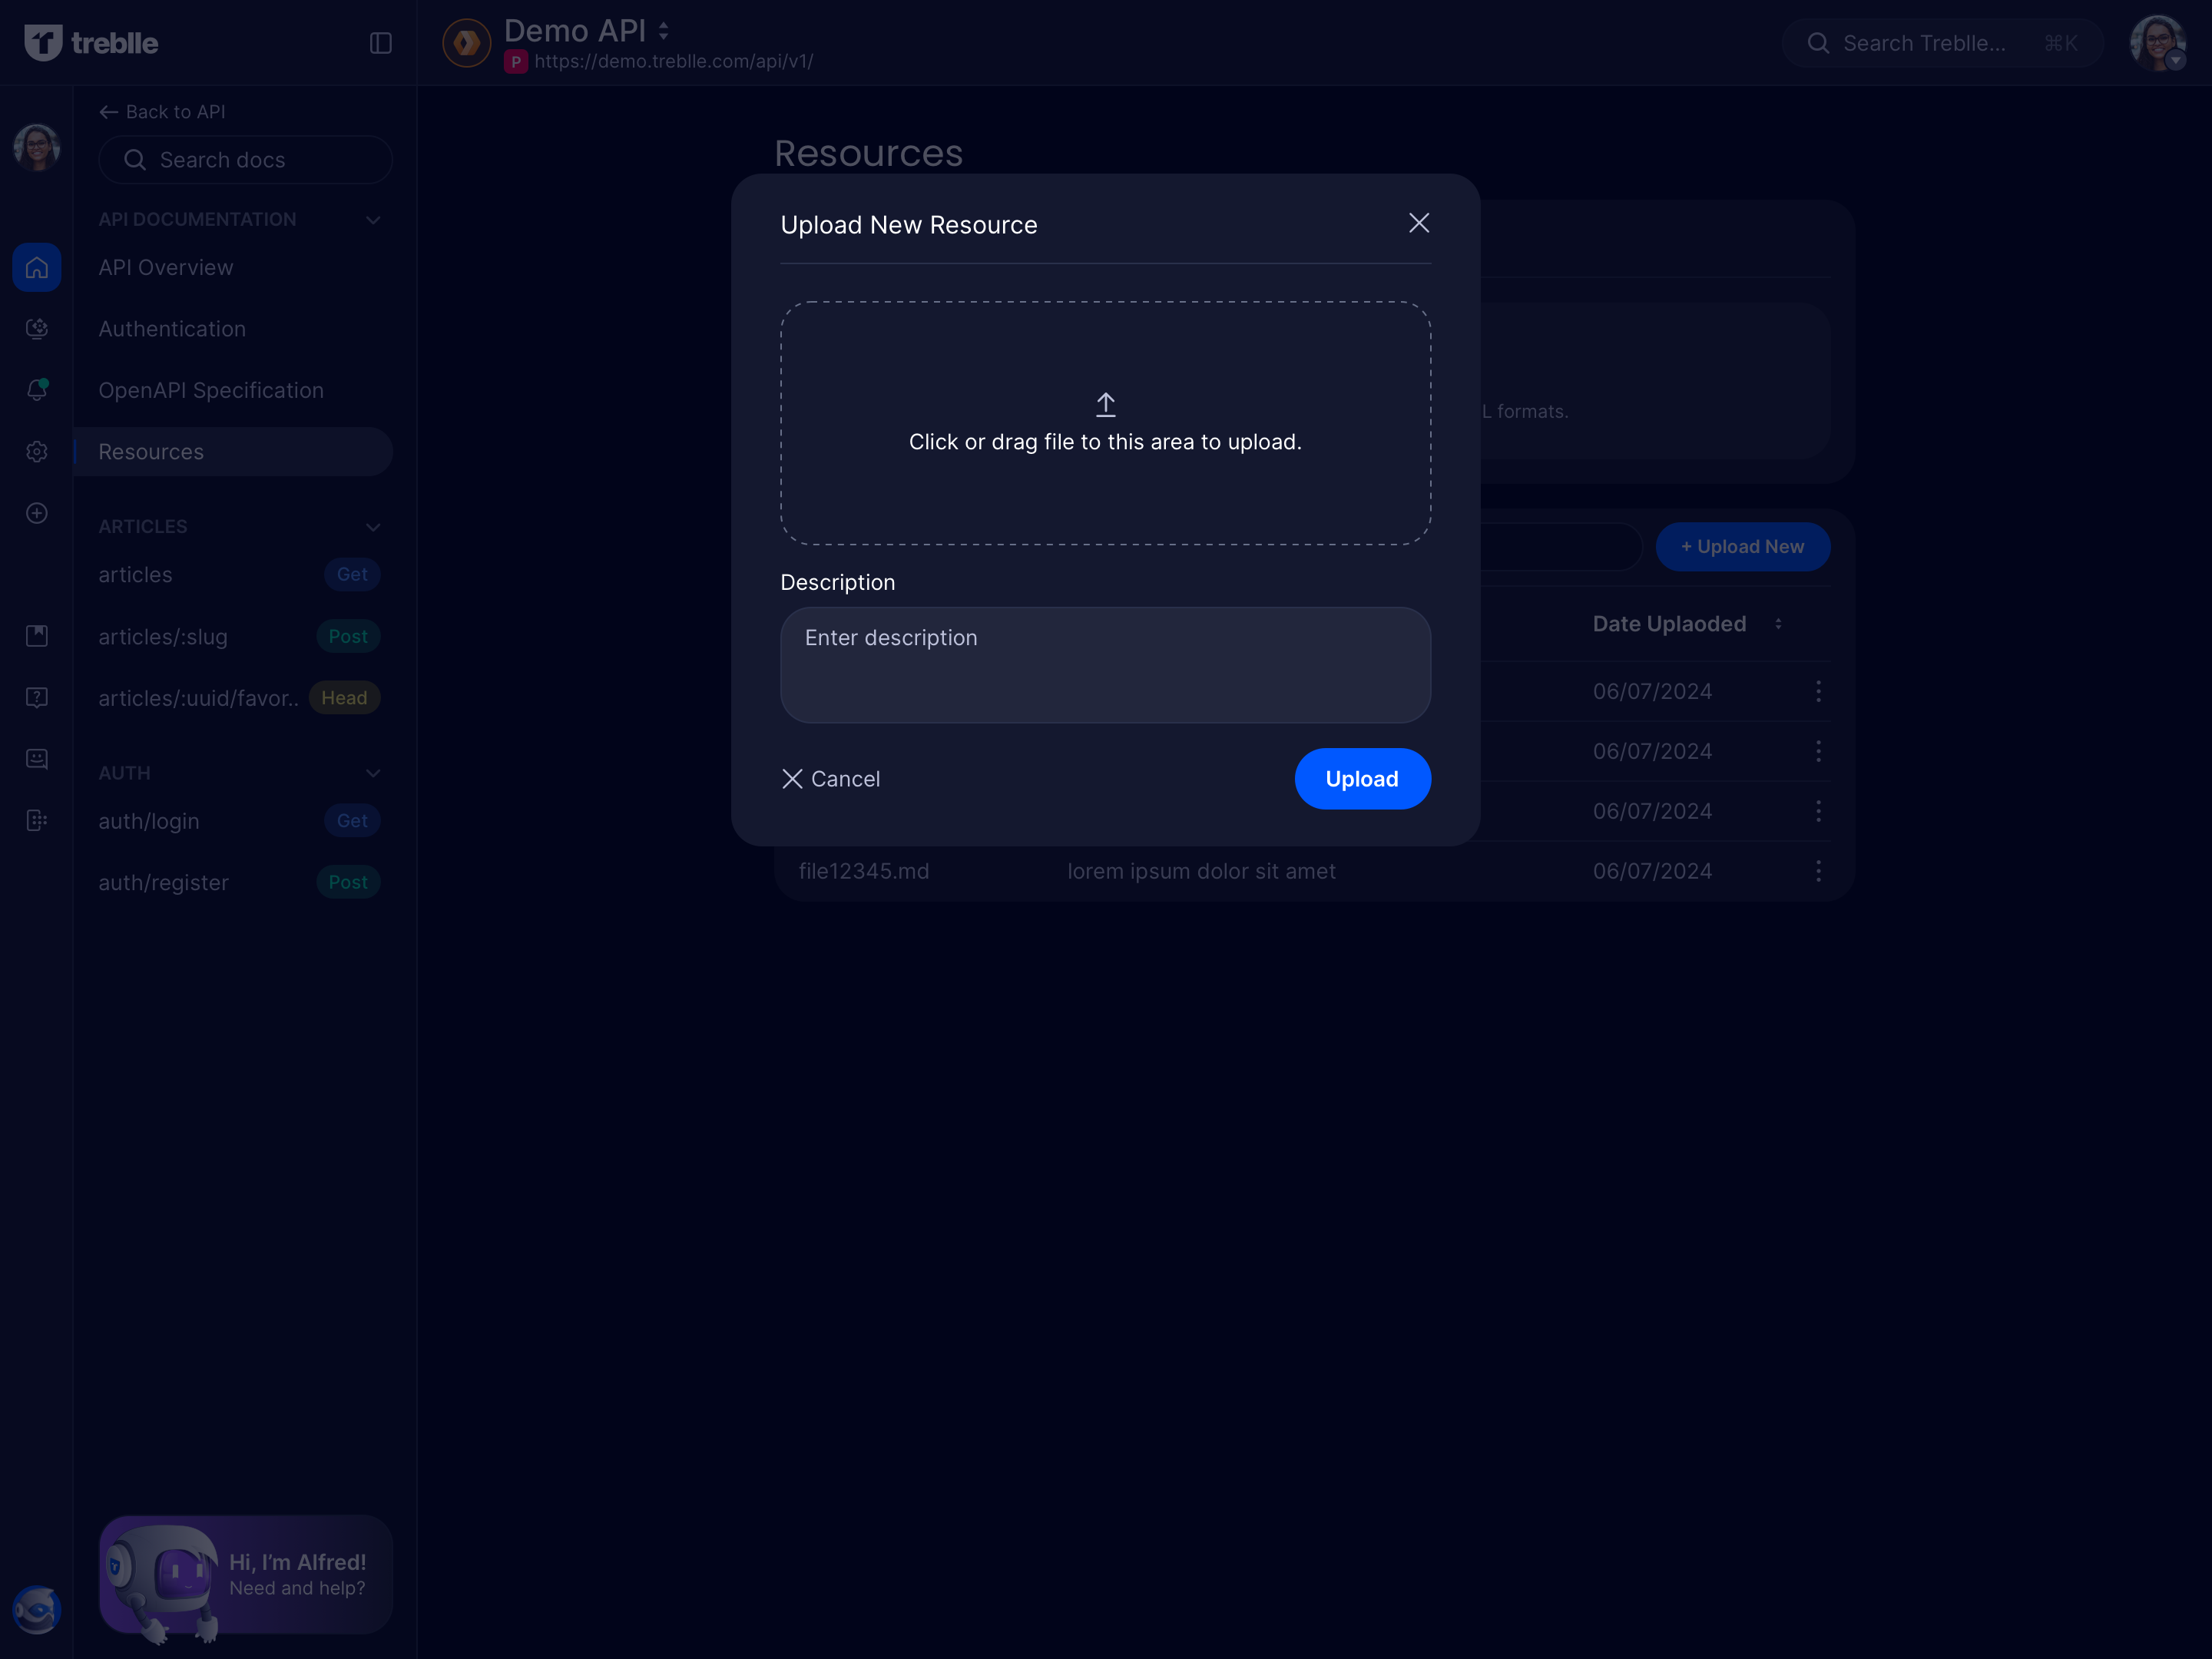 treblle
Demo API
P https://demo.treblle.com/api/v1/
Search Treblle... ⌘K
← Back to API
Search docs
API DOCUMENTATION
API Overview
Authentication
OpenAPI Specification
Resources
ARTICLES
articles Get
articles/:slug Post
articles/:uuid/favor.. Head
AUTH
auth/login Get
auth/register Post
Hi, I’m Alfred!
Need and help?
Resources
Upload New Resource
Click or drag file to this area to upload.
Description
Enter description
Cancel
Upload
L formats.
+ Upload New
Date Uplaoded
06/07/2024
06/07/2024
06/07/2024
file12345.md lorem ipsum dolor sit amet 06/07/2024